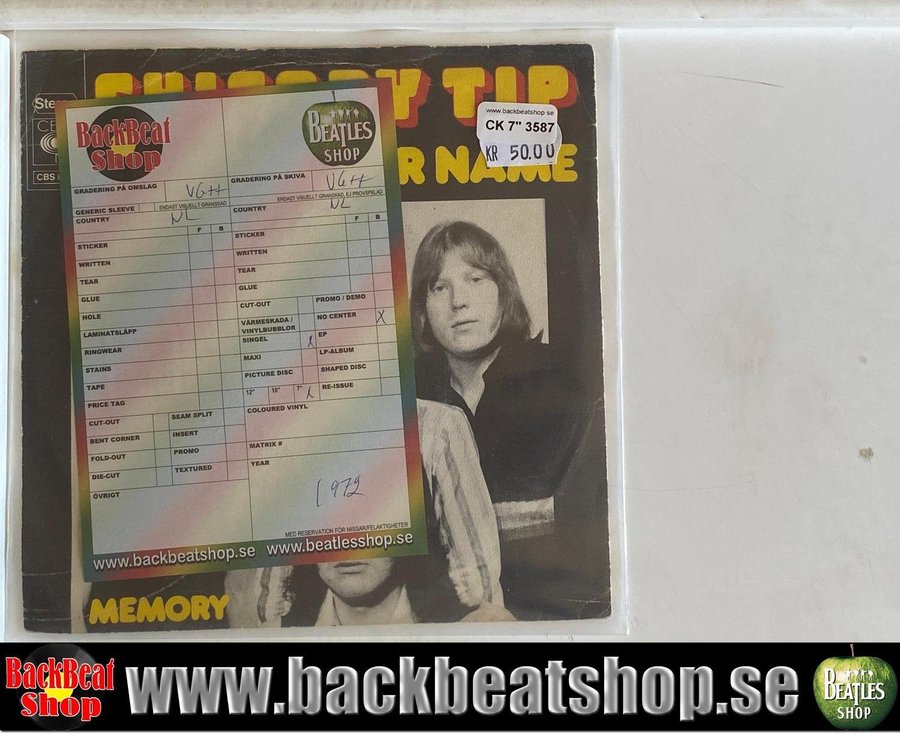 TIP
www.backbeatshop.se
CK 7" 3587
KR 50.00
R NAME
Ster
CBS
BackBeat
Shop
BEATLES
SHOP
GRADERING PÅ OMSLAG
VG++
GRADERING PÅ SKIVA
VG++
GENERIC SLEEVE
ENDAST VISUELLT GRANSKAD
ENDAST VISUELLT GRANSKAD, EJ PROVSPELAD
COUNTRY
NL
COUNTRY
NL
F B
F B
STICKER
WRITTEN
TEAR
GLUE
HOLE
LAMINATSLÄPP
RINGWEAR
STAINS
TAPE
PRICE TAG
CUT-OUT
SEAM SPLIT
BENT CORNER
INSERT
FOLD-OUT
PROMO
DIE-CUT
TEXTURED
ÖVRIGT
STICKER
WRITTEN
TEAR
GLUE
CUT-OUT
PROMO / DEMO
VÄRMESKADA /
VINYLBUBBLOR
NO CENTER
X
SINGEL
X
EP
MAXI
LP-ALBUM
PICTURE DISC
SHAPED DISC
12" 10" 7" X
RE-ISSUE
COLOURED VINYL
MATRIX #
YEAR
1972
MED RESERVATION FÖR MISSAR/FELAKTIGHETER
www.backbeatshop.se www.beatlesshop.se
MEMORY
BackBeat
Shop
www.backbeatshop.se
BEATLES
SHOP